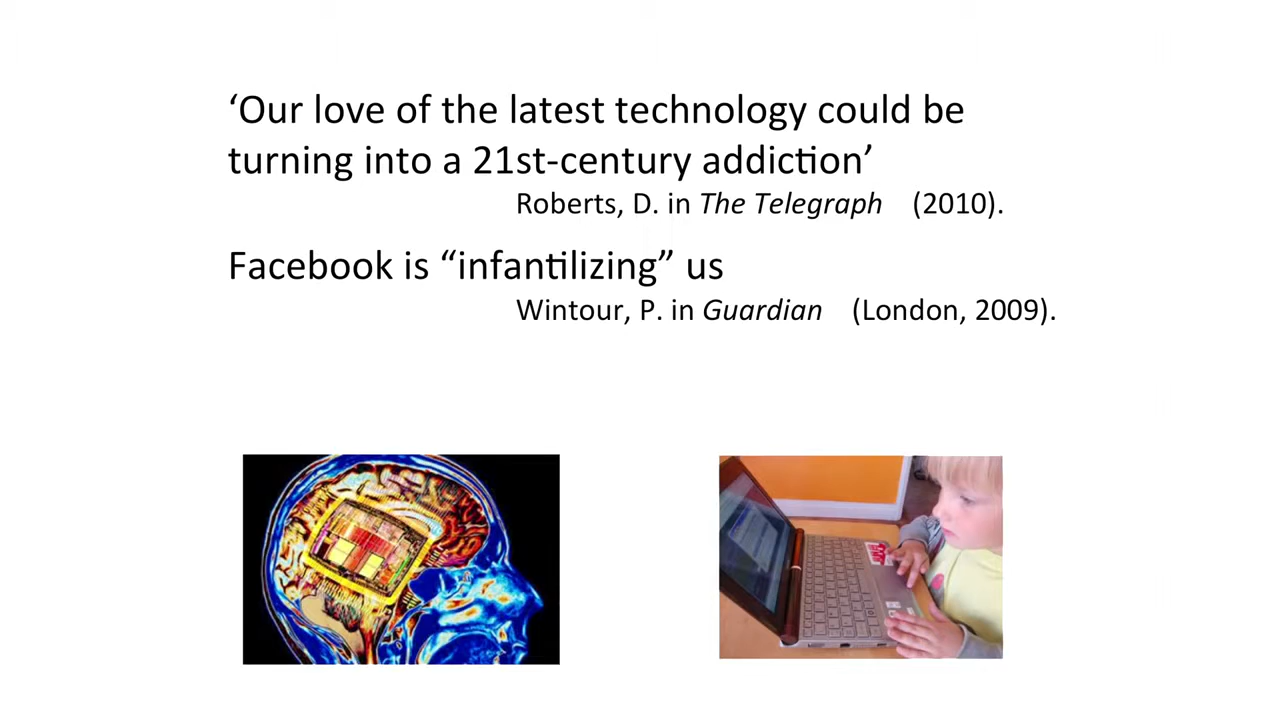 ‘Our love of the latest technology could be
turning into a 21st-century addiction’
Roberts, D. in The Telegraph (2010).
Facebook is “infantilizing” us
Wintour, P. in Guardian (London, 2009).